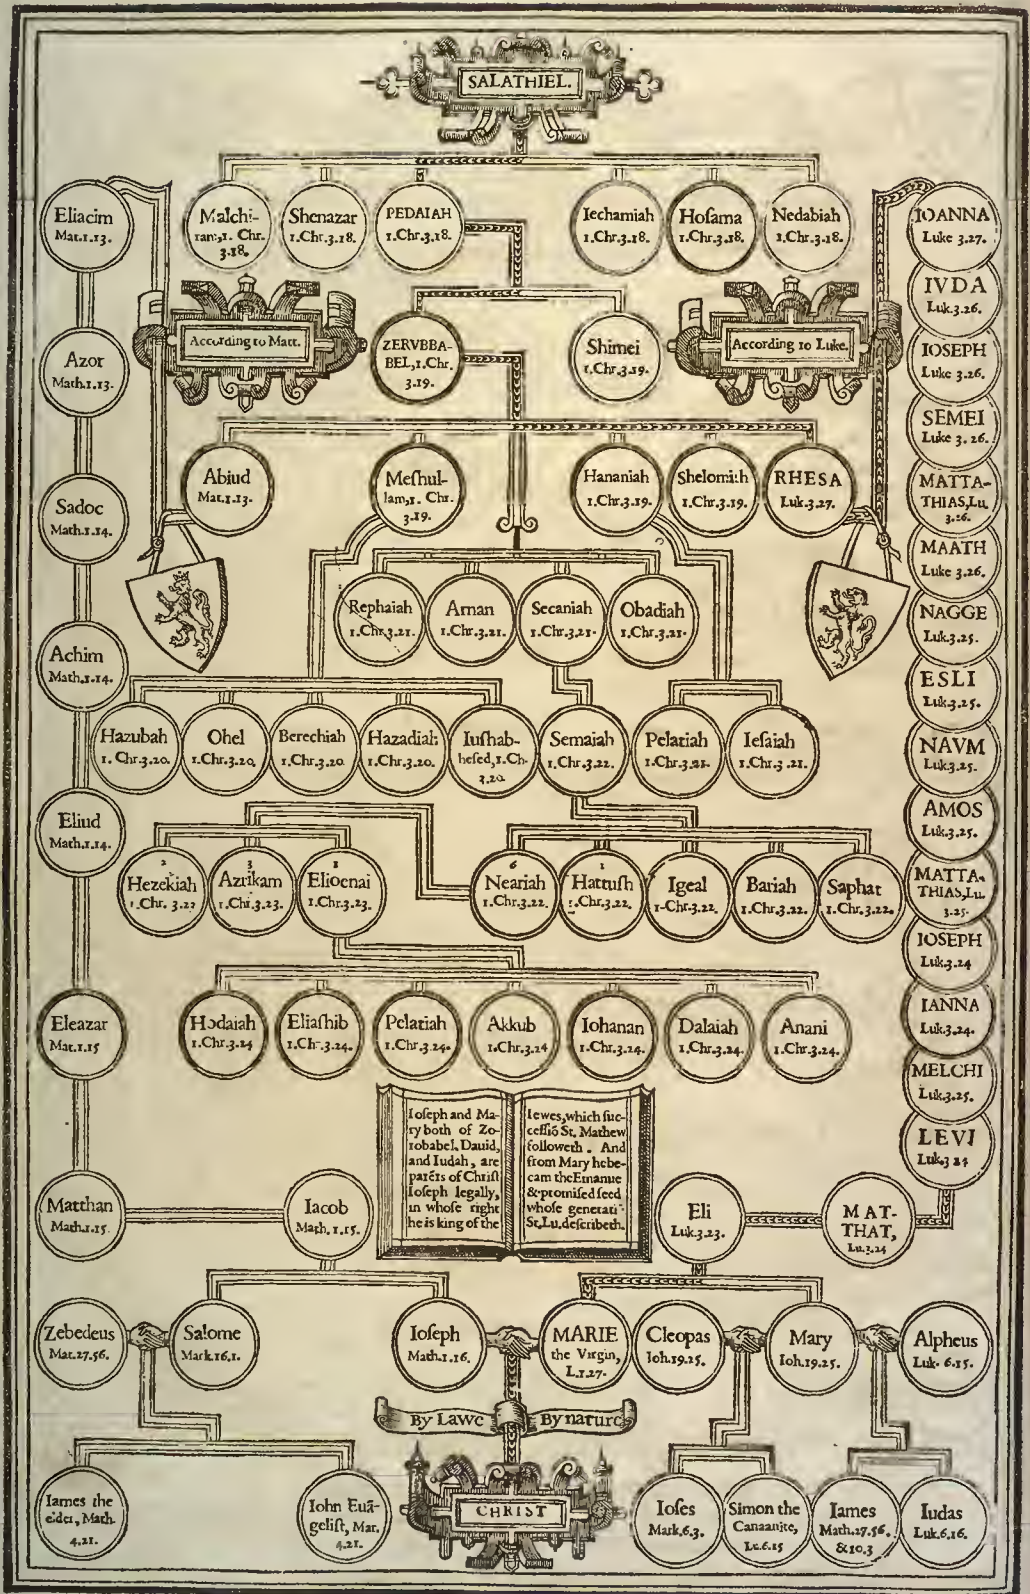 SALATHIEL.
Eliacim
Mat.1.13.
Malchi-
ram,1. Chr.
3.18.
Shenazar
1.Chr.3.18.
PEDAIAH
1.Chr.3.18.
Iechamiah
1.Chr.3.18.
Hoſama
1.Chr.3.18.
Nedabiah
1.Chr.3.18.
IOANNA
Luke 3.27.
IVDA
Luk.3.26.
According to Matt.
ZERVBBA-
BEL,1.Chr.
3.19.
Shimei
1.Chr.3.19.
According to Luke.
Azor
Math.1.13.
IOSEPH
Luke 3.26.
SEMEI
Luke 3. 26.
Abiud
Mat.1.13.
Meſhul-
lam,1. Chr.
3.19.
Hananiah
1.Chr.3.19.
Shelomith
1.Chr.3.19.
RHESA
Luk.3.27.
MATTA-
THIAS,Lu.
3.26.
Sadoc
Math.1.14.
MAATH
Luke 3.26.
Rephaiah
1.Chr.3.21.
Arnan
1.Chr.3.21.
Secaniah
1.Chr.3.21.
Obadiah
1.Chr.3.21.
NAGGE
Luk.3.25.
Achim
Math.1.14.
ESLI
Luk.3.25.
Hazubah
1. Chr.3.20.
Ohel
1.Chr.3.20.
Berechiah
1.Chr.3.20.
Hazadiah
1.Chr.3.20.
Iuſhab-
heſed,1.Ch.
3.20.
Semaiah
1.Chr.3.22.
Pelatiah
1.Chr.3.21.
Ieſaiah
1.Chr.3.21.
NAVM
Luk.3.25.
Eliud
Math.1.14.
AMOS
Luk.3.25.
2
Hezekiah
1.Chr. 3.23
3
Azrikam
1.Chr.3.23.
1
Elioenai
1.Chr.3.23.
6
Neariah
1.Chr.3.22.
1
Hattuſh
1.Chr.3.22.
Igeal
1.Chr.3.22.
Bariah
1.Chr.3.22.
Saphat
1.Chr.3.22.
MATTA-
THIAS,Lu.
3.25.
IOSEPH
Luk.3.24
Eleazar
Mat.1.15
Hodaiah
1.Chr.3.24
Eliaſhib
1.Chr.3.24.
Pelatiah
1.Chr.3.24.
Akkub
1.Chr.3.24
Iohanan
1.Chr.3.24.
Dalaiah
1.Chr.3.24.
Anani
1.Chr.3.24.
IANNA
Luk.3.24.
MELCHI
Luk.3.25.
LEVI
Luk.3 24
Ioſeph and Ma-
ry both of Zo-
robabel, Dauid,
and Iudah, are
parẽts of Chriſt
Ioſeph legally,
in whoſe right
he is king of the
Iewes,which ſuc-
ceſſiõ St. Mathew
followeth . And
from Mary he be-
cam the Emanue
& promiſed ſeed
whoſe generati
St,Lu,deſcribeth.
Matthan
Math.1.15.
Iacob
Math. 1.15.
Eli
Luk.3.23.
MAT-
THAT,
Lu.3.24
Zebedeus
Mat.27.56.
Salome
Mark.16.1.
Ioſeph
Math.1.16.
MARIE
the Virgin,
L.1.27.
Cleopas
Ioh.19.25.
Mary
Ioh.19.25.
Alpheus
Luk. 6.15.
By Lawe
By nature
Iames the
elder, Math.
4.21.
Iohn Euã-
geliſt, Mar.
4.21.
CHRIST
Ioſes
Mark.6.3.
Simon the
Canaanite,
Lu.6.15
Iames
Math.27.56.
& 10.3
Iudas
Luk.6.16.